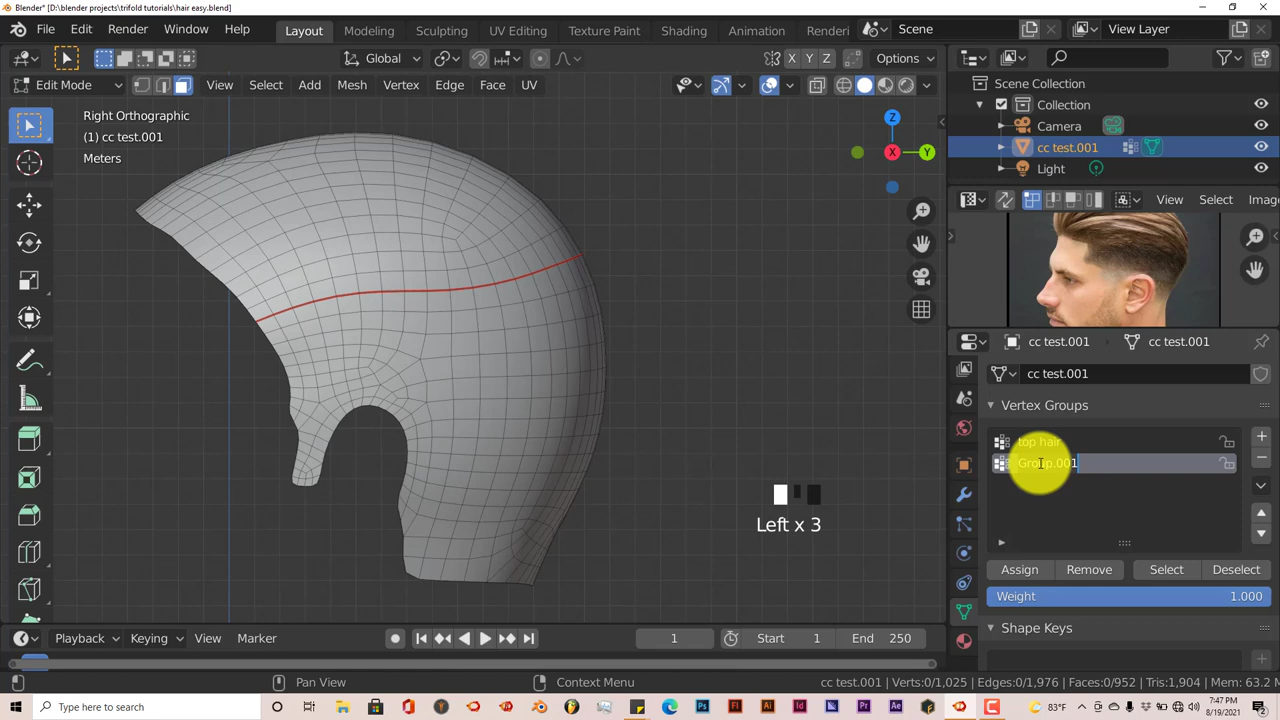 Blender* [D:\blender projects\trifold tutorials\hair easy.blend]
File Edit Render Window Help Layout Modeling Sculpting UV Editing Texture Paint Shading Animation Renderi Scene View Layer
Global X Y Z Options
Edit Mode View Select Add Mesh Vertex Edge Face UV
Right Orthographic
(1) cc test.001
Meters
Z
X
Y
Scene Collection
Collection
Camera
cc test.001
Light
View Select Imag
cc test.001 cc test.001
cc test.001
Vertex Groups
top hair
Group.001
Assign Remove Select Deselect
Weight 1.000
Shape Keys
Left x 3
Playback Keying View Marker 1 Start 1 End 250
Pan View Context Menu cc test.001 | Verts:0/1,025 | Edges:0/1,976 | Faces:0/952 | Tris:1,904 | Mem: 63.2 M
Type here to search 83°F 7:47 PM
8/19/2021